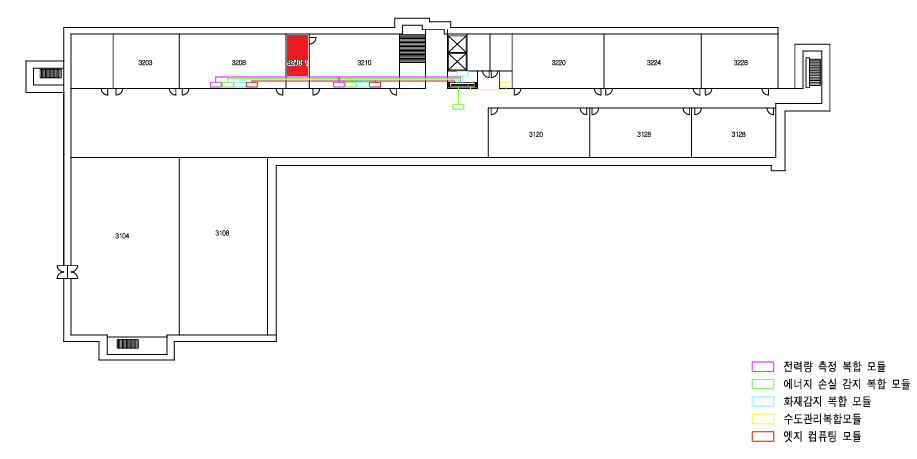 3203
3208
3210
3220
3224
3228
3120
3128
3128
3104
3108
전력량 측정 복합 모듈
에너지 손실 감지 복합 모듈
화재감지 복합 모듈
수도관리복합모듈
엣지 컴퓨팅 모듈